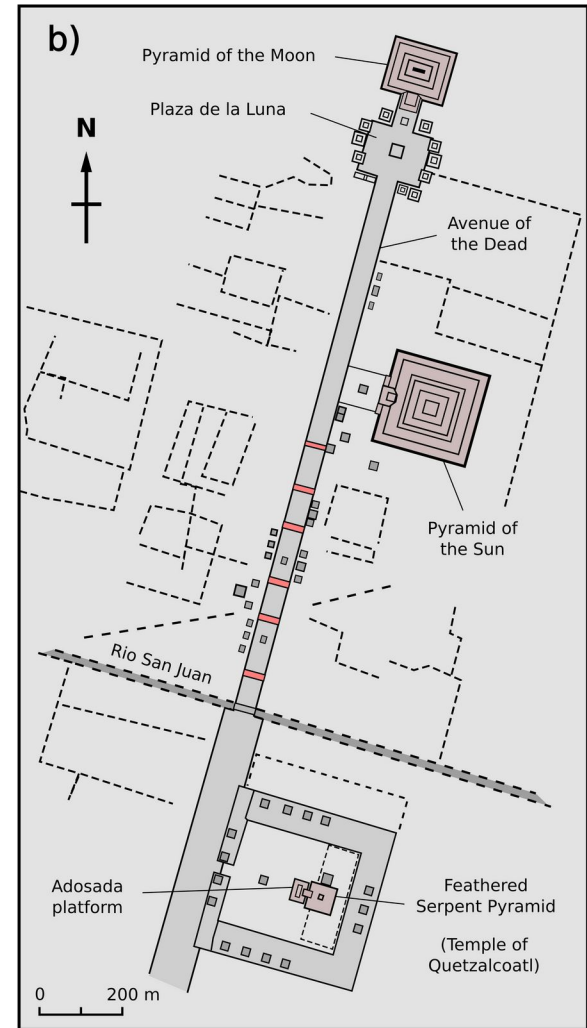 b)
Pyramid of the Moon
Plaza de la Luna
N
Avenue of
the Dead
Pyramid of
the Sun
Rio San Juan
Adosada
platform
Feathered
Serpent Pyramid
(Temple of
Quetzalcoatl)
0 200 m